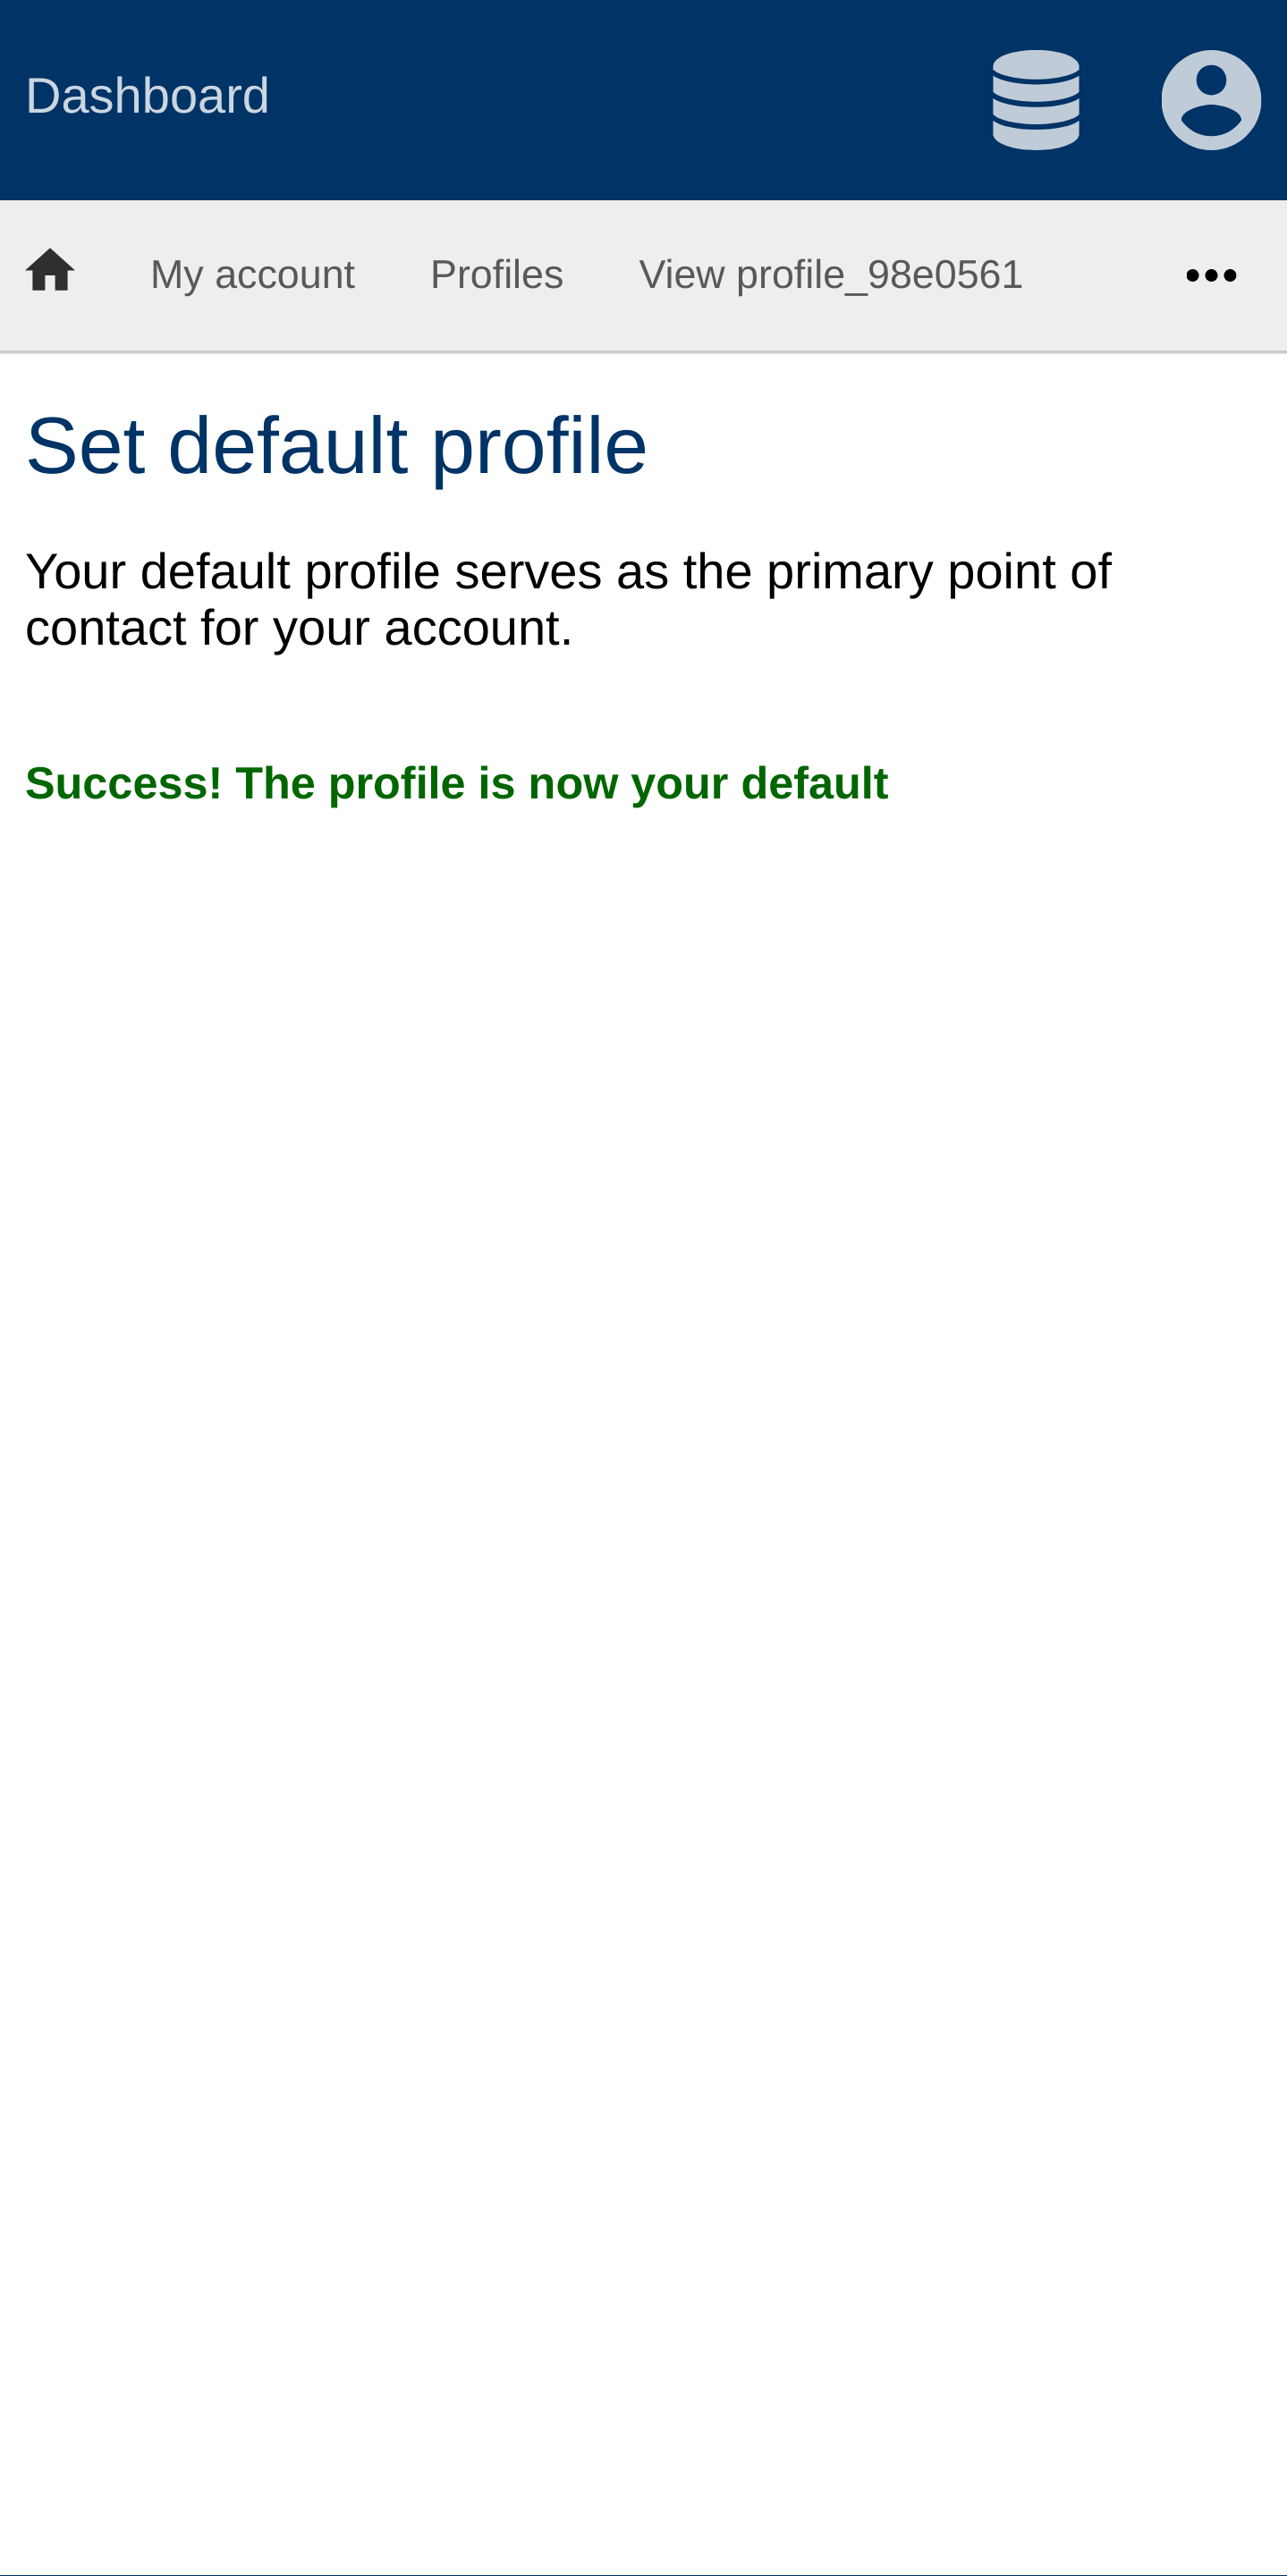 Dashboard
My account Profiles View profile_98e0561
Set default profile
Your default profile serves as the primary point of
contact for your account.
Success! The profile is now your default